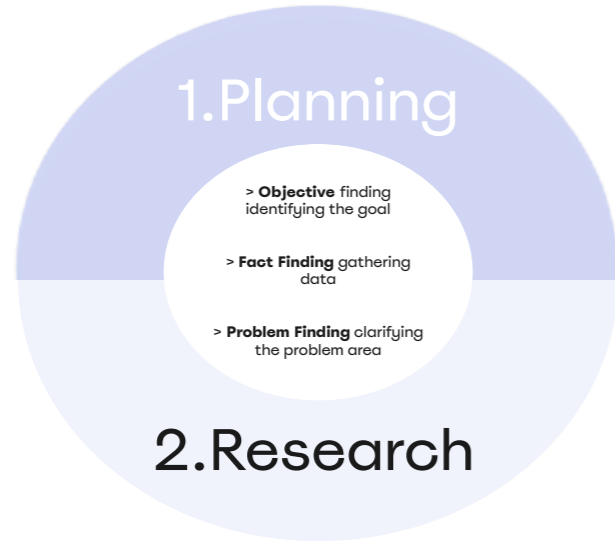 1.Planning
> Objective finding
identifying the goal
> Fact Finding gathering
data
> Problem Finding clarifying
the problem area
2.Research